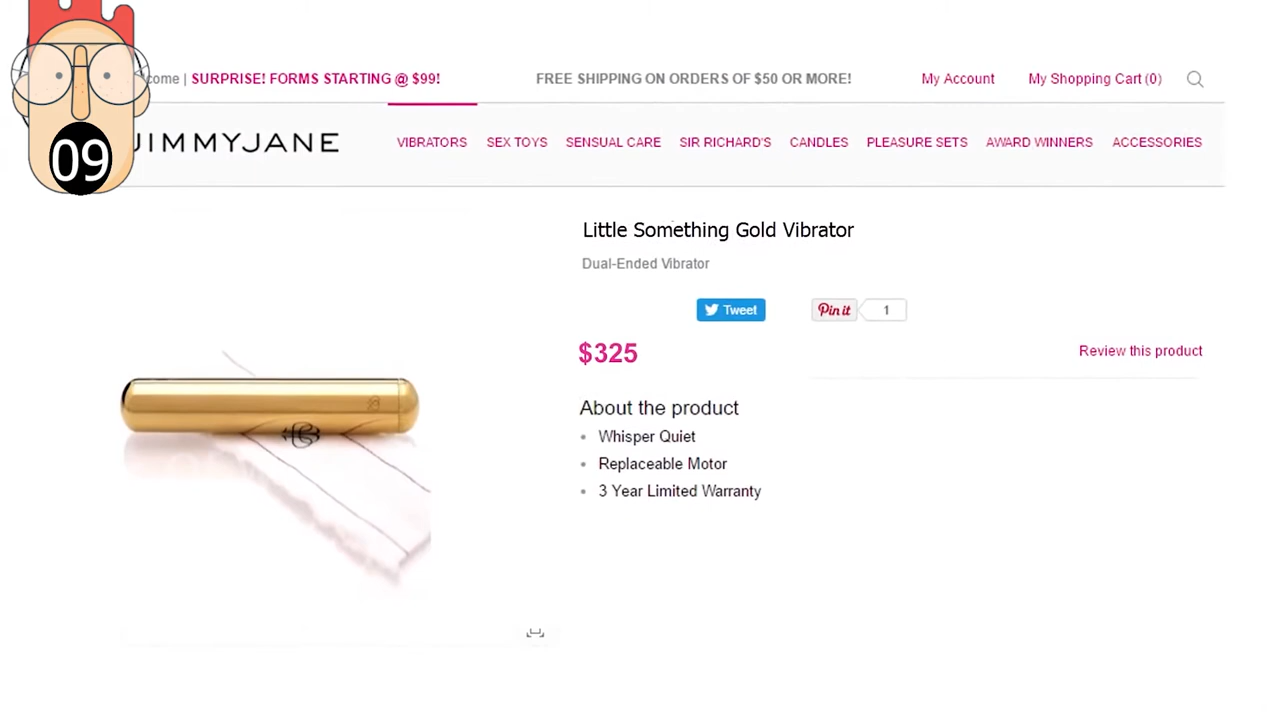 come | SURPRISE! FORMS STARTING @ $99!
FREE SHIPPING ON ORDERS OF $50 OR MORE!
My Account
My Shopping Cart (0)
09
JIMMYJANE
VIBRATORS
SEX TOYS
SENSUAL CARE
SIR RICHARD'S
CANDLES
PLEASURE SETS
AWARD WINNERS
ACCESSORIES
Little Something Gold Vibrator
Dual-Ended Vibrator
Tweet
Pin it
1
$325
Review this product
About the product
Whisper Quiet
Replaceable Motor
3 Year Limited Warranty